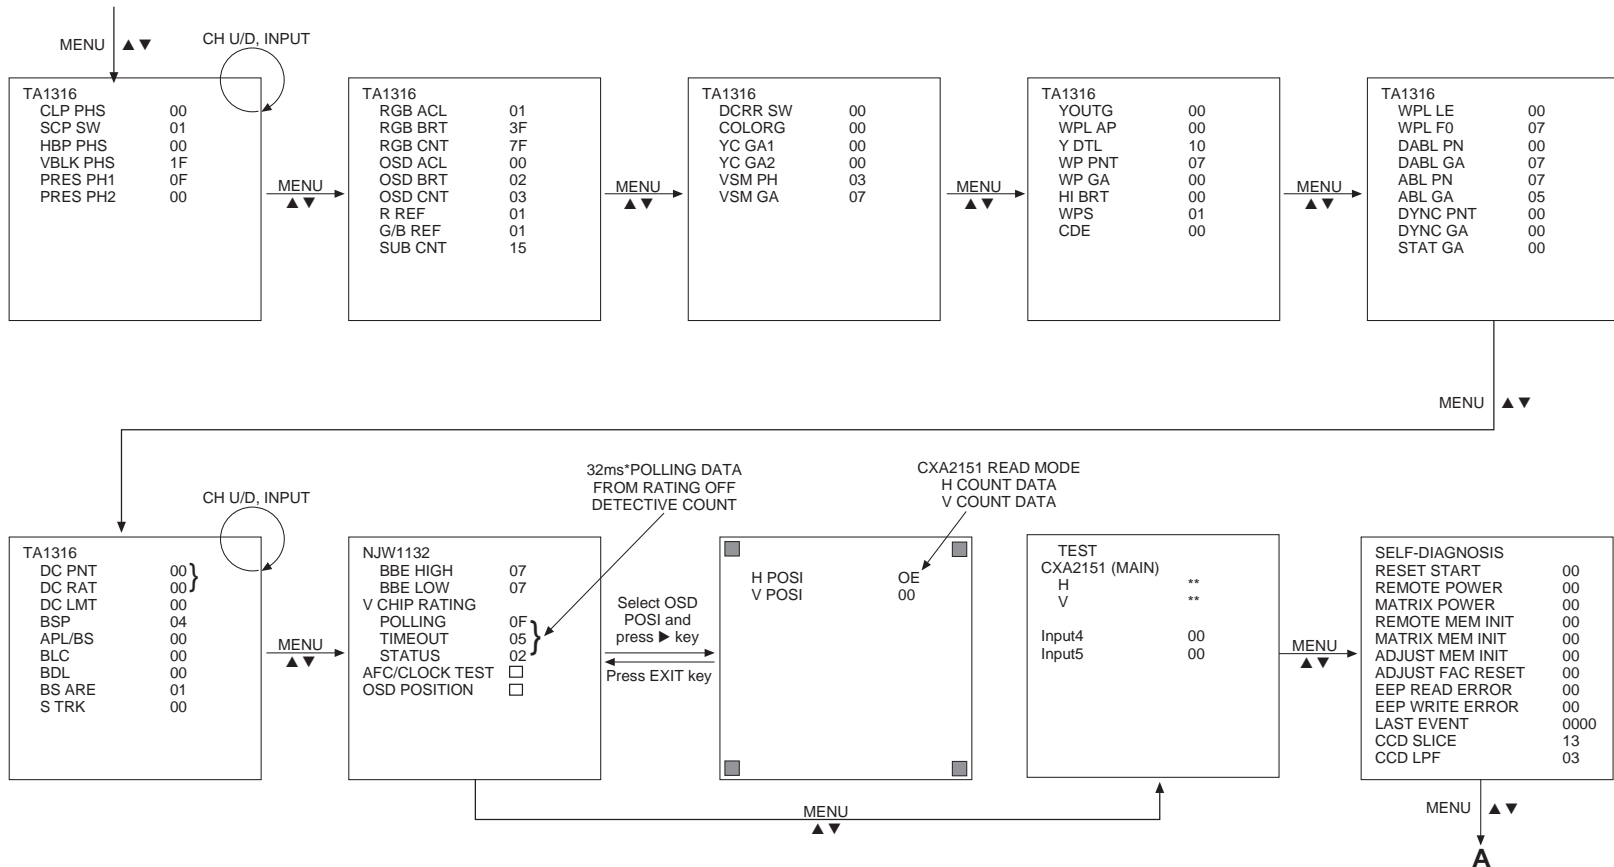 MENU ▲ ▼
CH U/D, INPUT
TA1316
CLP PHS 00
SCP SW 01
HBP PHS 00
VBLK PHS 1F
PRES PH1 0F
PRES PH2 00
MENU
▲ ▼
TA1316
RGB ACL 01
RGB BRT 3F
RGB CNT 7F
OSD ACL 00
OSD BRT 02
OSD CNT 03
R REF 01
G/B REF 01
SUB CNT 15
MENU
▲ ▼
TA1316
DCRR SW 00
COLORG 00
YC GA1 00
YC GA2 00
VSM PH 03
VSM GA 07
MENU
▲ ▼
TA1316
YOUTG 00
WPL AP 00
Y DTL 10
WP PNT 07
WP GA 00
HI BRT 00
WPS 01
CDE 00
MENU
▲ ▼
TA1316
WPL LE 00
WPL F0 07
DABL PN 00
DABL GA 07
ABL PN 07
ABL GA 05
DYNC PNT 00
DYNC GA 00
STAT GA 00
MENU ▲ ▼
CH U/D, INPUT
TA1316
DC PNT 00
DC RAT 00
DC LMT 00
BSP 04
APL/BS 00
BLC 00
BDL 00
BS ARE 01
S TRK 00
MENU
▲ ▼
32ms*POLLING DATA
FROM RATING OFF
DETECTIVE COUNT
NJW1132
BBE HIGH 07
BBE LOW 07
V CHIP RATING
POLLING 0F
TIMEOUT 05
STATUS 02
AFC/CLOCK TEST □
OSD POSITION □
Select OSD
POSI and
press ▶ key
Press EXIT key
CXA2151 READ MODE
H COUNT DATA
V COUNT DATA
H POSI OE
V POSI 00
MENU
▲ ▼
TEST
CXA2151 (MAIN)
H **
V **
Input4 00
Input5 00
MENU
▲ ▼
SELF-DIAGNOSIS
RESET START 00
REMOTE POWER 00
MATRIX POWER 00
REMOTE MEM INIT 00
MATRIX MEM INIT 00
ADJUST MEM INIT 00
ADJUST FAC RESET 00
EEP READ ERROR 00
EEP WRITE ERROR 00
LAST EVENT 0000
CCD SLICE 13
CCD LPF 03
MENU ▲ ▼
A